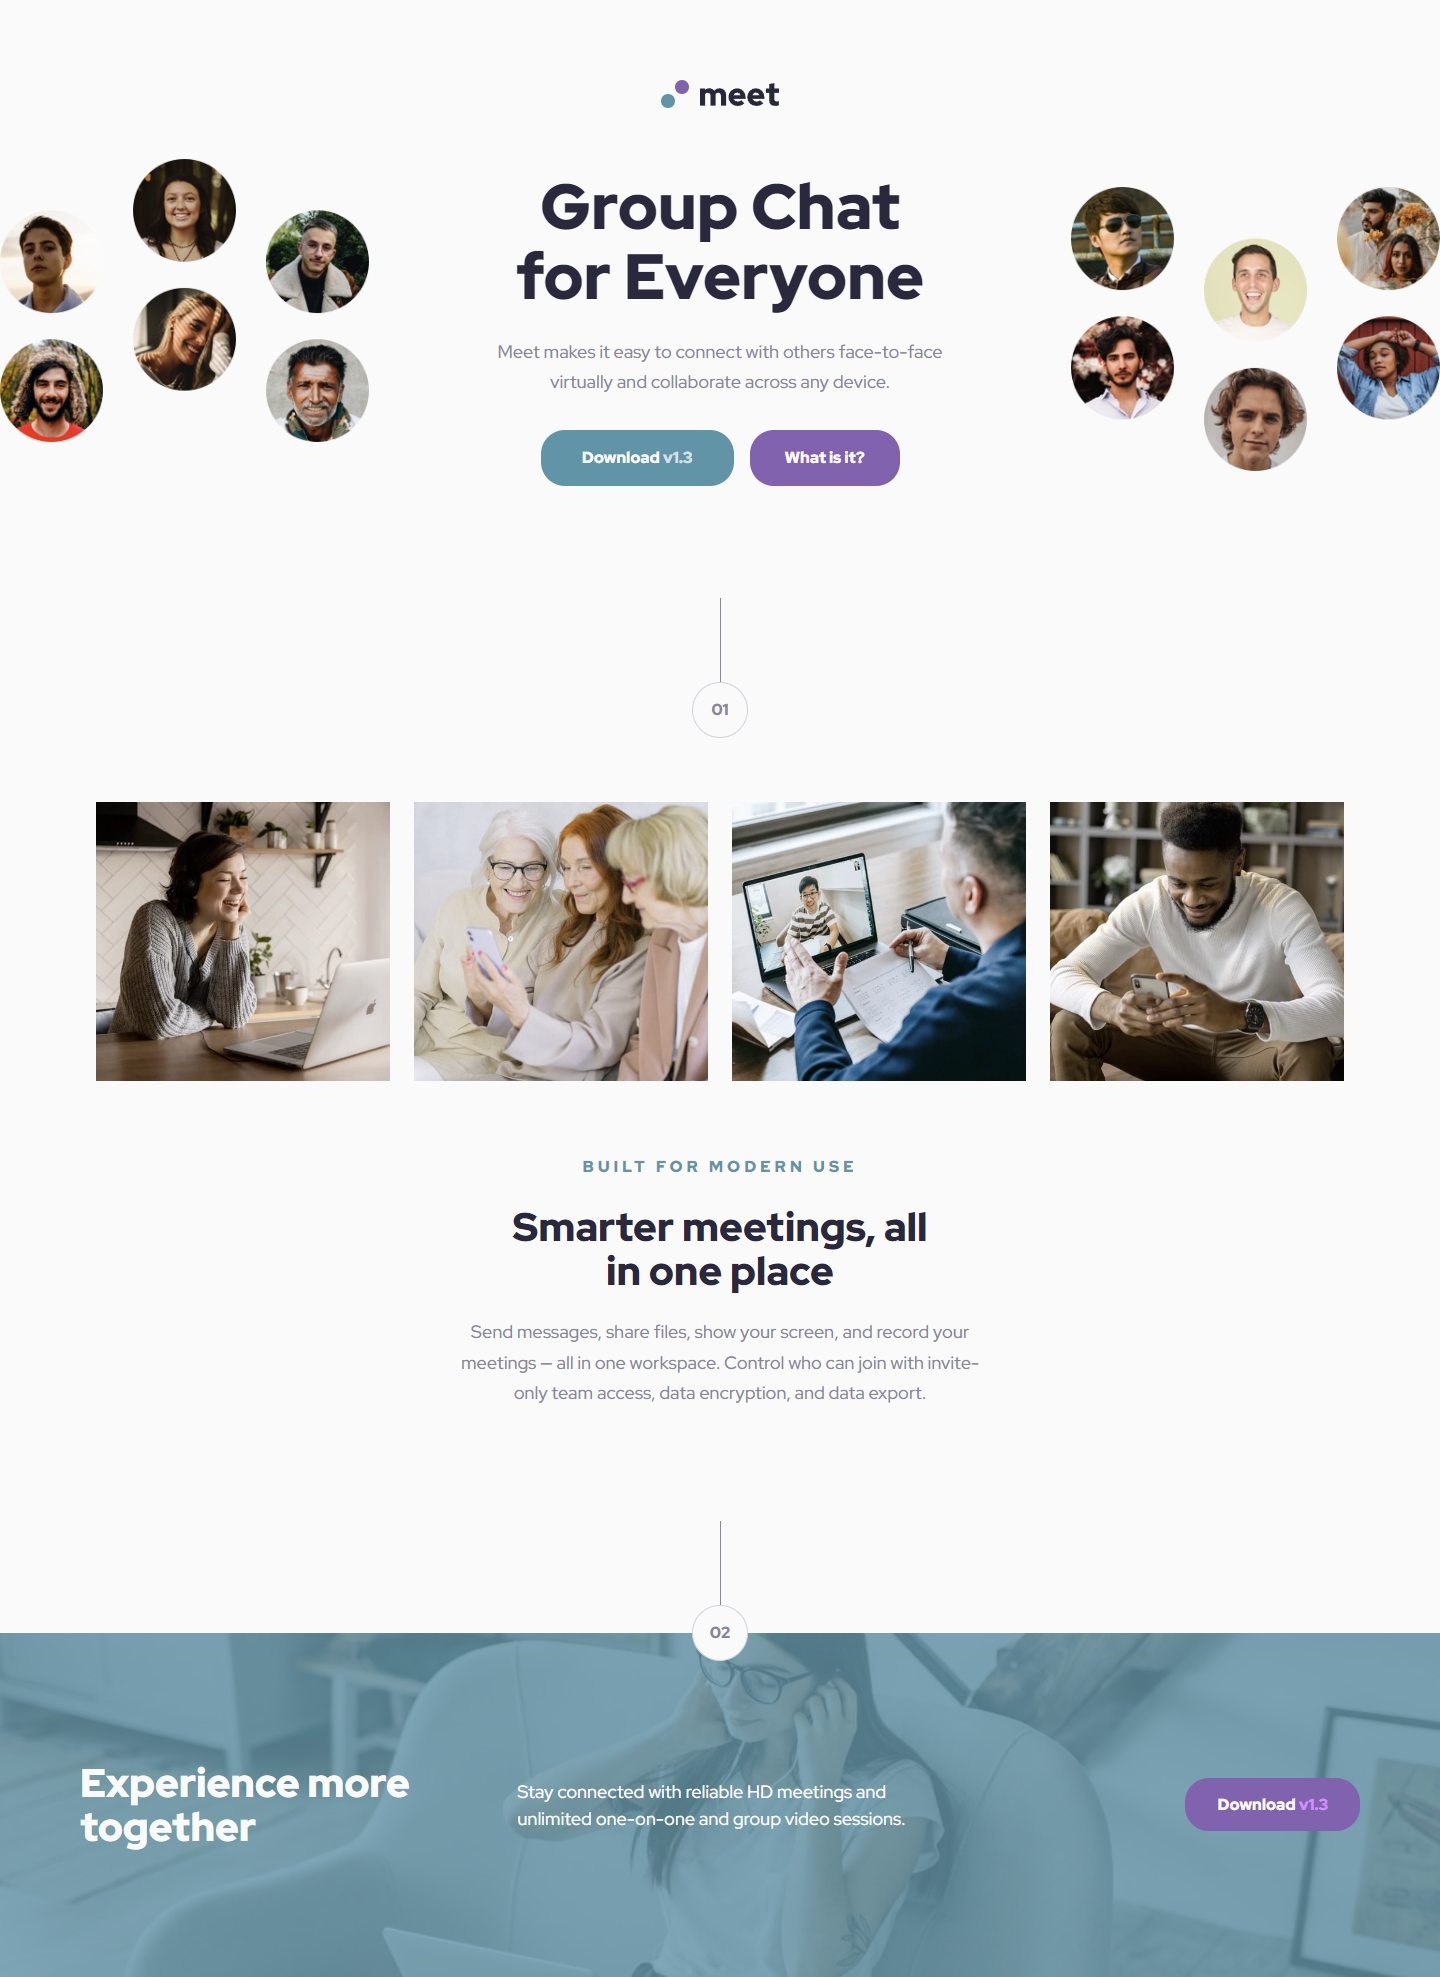 meet
Group Chat
for Everyone
Meet makes it easy to connect with others face-to-face
virtually and collaborate across any device.
Download v1.3
What is it?
01
BUILT FOR MODERN USE
Smarter meetings, all
in one place
Send messages, share files, show your screen, and record your
meetings — all in one workspace. Control who can join with invite-
only team access, data encryption, and data export.
02
Experience more
together
Stay connected with reliable HD meetings and
unlimited one-on-one and group video sessions.
Download v1.3